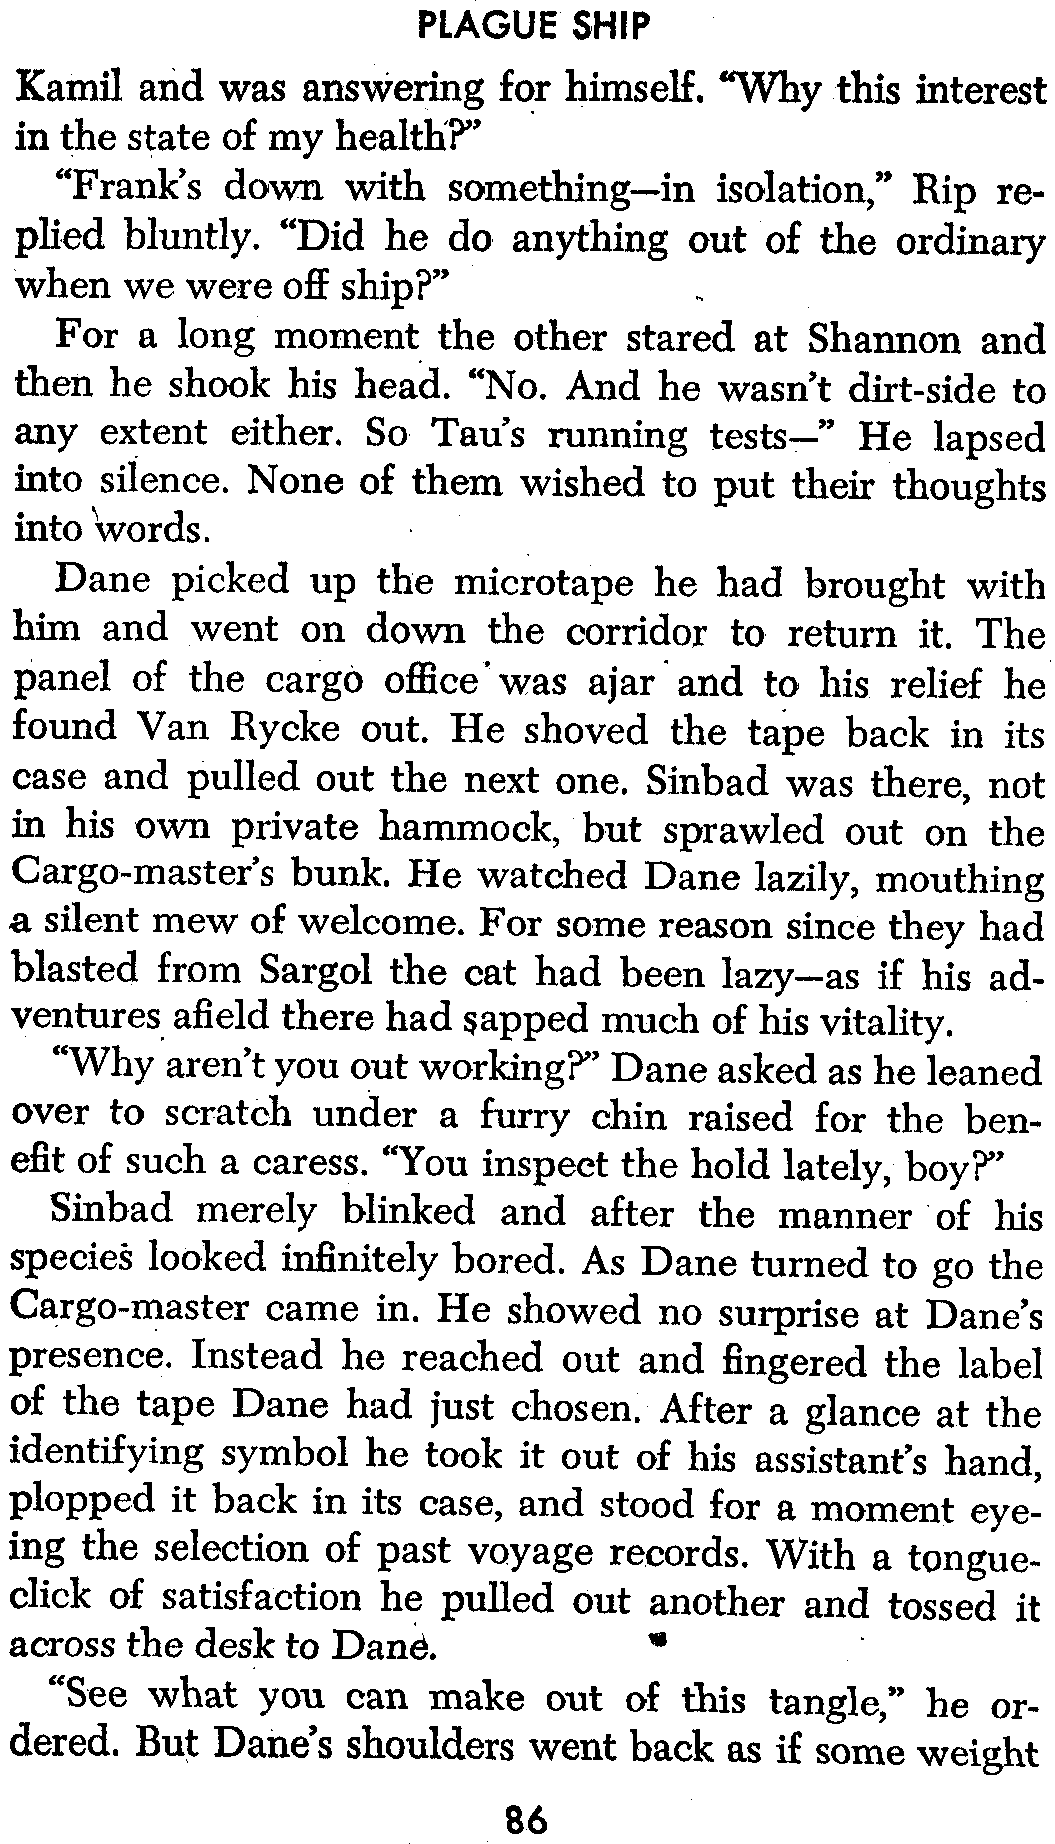 PLAGUE SHIP
Kamil and was answering for himself. “Why this interest
in the state of my health?”
“Frank’s down with something—in isolation,” Rip re-
plied bluntly. “Did he do anything out of the ordinary
when we were off ship?”
For a long moment the other stared at Shannon and
then he shook his head. “No. And he wasn’t dirt-side to
any extent either. So Tau’s running tests—” He lapsed
into silence. None of them wished to put their thoughts
into words.
Dane picked up the microtape he had brought with
him and went on down the corridor to return it. The
panel of the cargo office was ajar and to his relief he
found Van Rycke out. He shoved the tape back in its
case and pulled out the next one. Sinbad was there, not
in his own private hammock, but sprawled out on the
Cargo-master’s bunk. He watched Dane lazily, mouthing
a silent mew of welcome. For some reason since they had
blasted from Sargol the cat had been lazy—as if his ad-
ventures afield there had sapped much of his vitality.
“Why aren’t you out working?” Dane asked as he leaned
over to scratch under a furry chin raised for the ben-
efit of such a caress. “You inspect the hold lately, boy?”
Sinbad merely blinked and after the manner of his
species looked infinitely bored. As Dane turned to go the
Cargo-master came in. He showed no surprise at Dane’s
presence. Instead he reached out and fingered the label
of the tape Dane had just chosen. After a glance at the
identifying symbol he took it out of his assistant’s hand,
plopped it back in its case, and stood for a moment eye-
ing the selection of past voyage records. With a tongue-
click of satisfaction he pulled out another and tossed it
across the desk to Dane.
“See what you can make out of this tangle,” he or-
dered. But Dane’s shoulders went back as if some weight
86